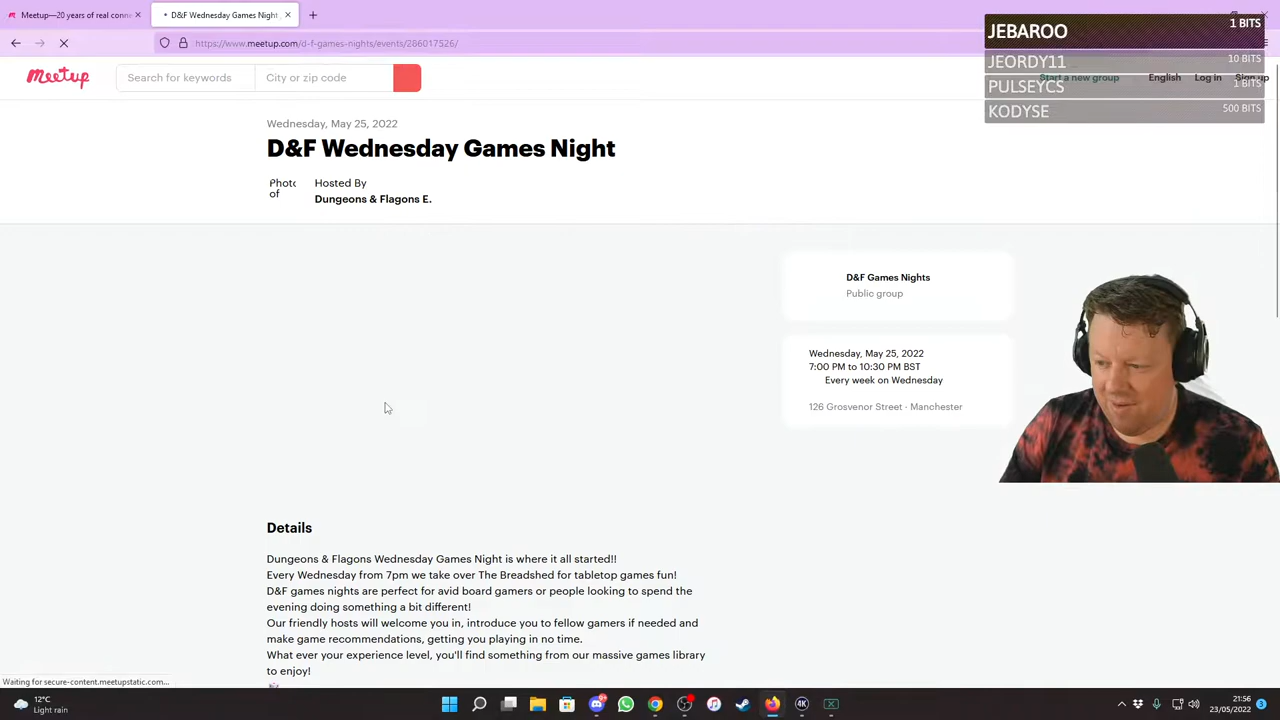 Meetup—20 years of real conn
D&F Wednesday Games Night
https://www.meetup.com/d-f-games-nights/events/286017526/
JEBAROO 1 BITS
JEORDY11 10 BITS
PULSEYCS 1 BITS
KODYSE 500 BITS
Meetup
Search for keywords
City or zip code
Start a new group
English
Log in
Sign up
Wednesday, May 25, 2022
D&F Wednesday Games Night
Photo
of
Hosted By
Dungeons & Flagons E.
D&F Games Nights
Public group
Wednesday, May 25, 2022
7:00 PM to 10:30 PM BST
Every week on Wednesday
126 Grosvenor Street · Manchester
Details
Dungeons & Flagons Wednesday Games Night is where it all started!!
Every Wednesday from 7pm we take over The Breadshed for tabletop games fun!
D&F games nights are perfect for avid board gamers or people looking to spend the
evening doing something a bit different!
Our friendly hosts will welcome you in, introduce you to fellow gamers if needed and
make game recommendations, getting you playing in no time.
What ever your experience level, you'll find something from our massive games library
to enjoy!
Waiting for secure-content.meetupstatic.com...
12°C
Light rain
21:56
23/05/2022